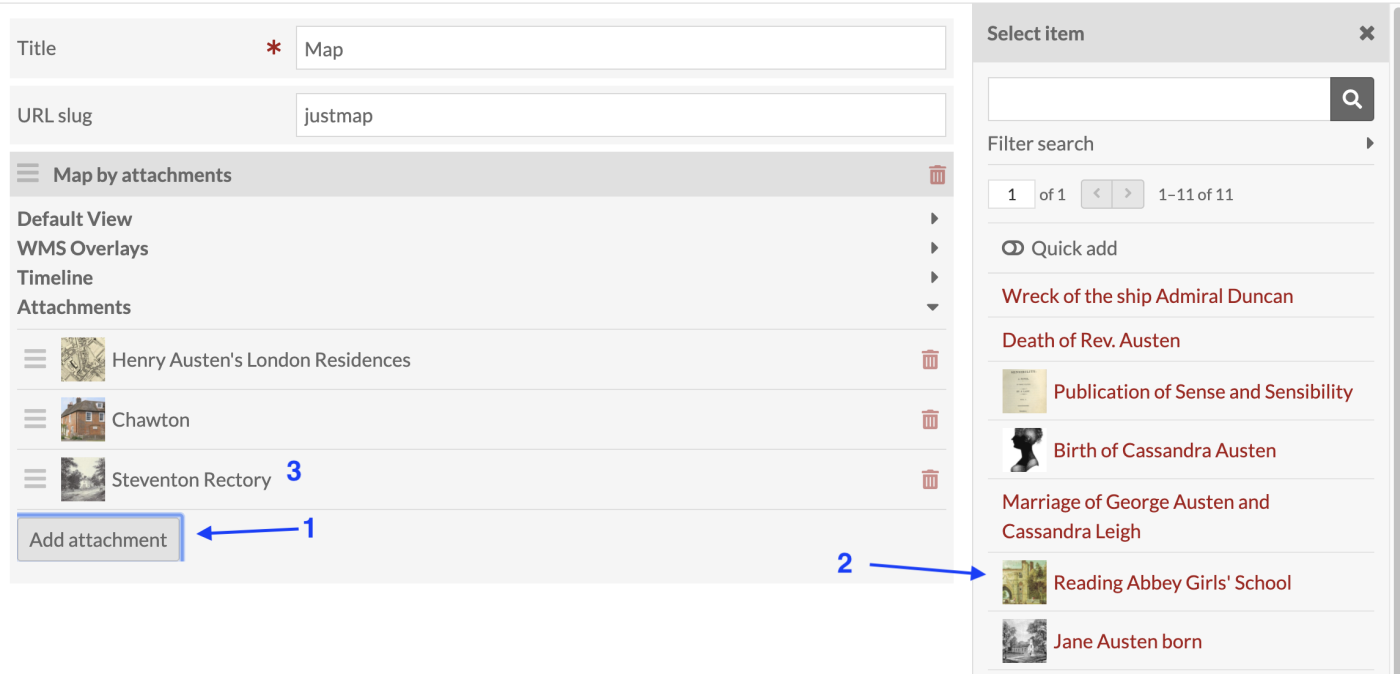 Title * Map
URL slug justmap
Map by attachments
Default View
WMS Overlays
Timeline
Attachments
Henry Austen's London Residences
Chawton
Steventon Rectory 3
Add attachment 1
2
Select item
Filter search
1 of 1 1–11 of 11
Quick add
Wreck of the ship Admiral Duncan
Death of Rev. Austen
Publication of Sense and Sensibility
Birth of Cassandra Austen
Marriage of George Austen and
Cassandra Leigh
Reading Abbey Girls' School
Jane Austen born